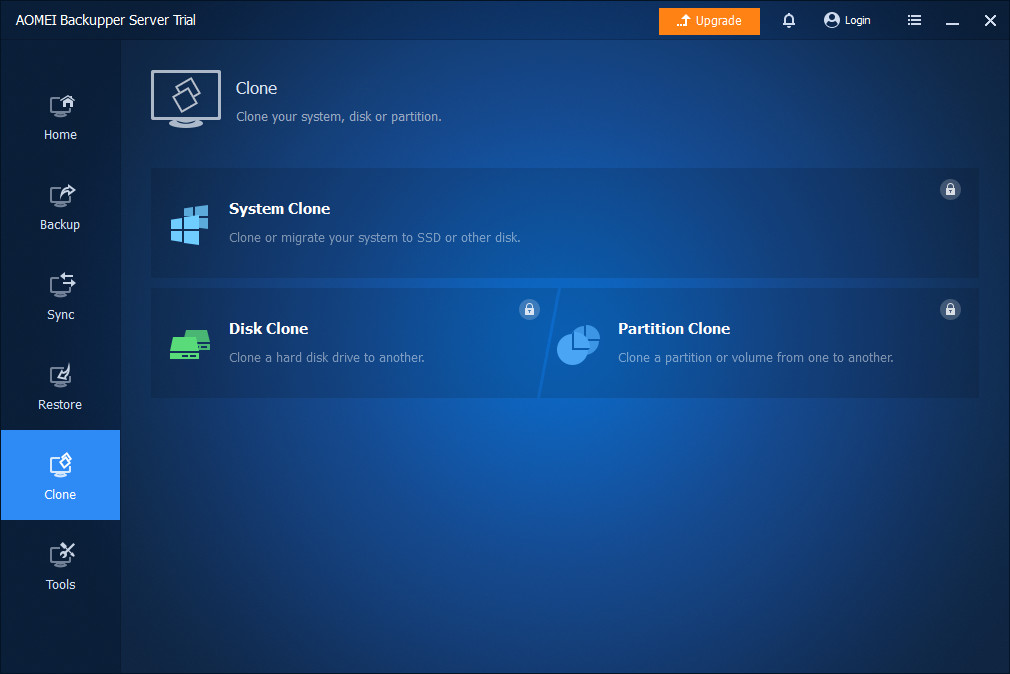 AOMEI Backupper Server Trial
Upgrade
Login
Home
Backup
Sync
Restore
Clone
Tools
Clone
Clone your system, disk or partition.
System Clone
Clone or migrate your system to SSD or other disk.
Disk Clone
Clone a hard disk drive to another.
Partition Clone
Clone a partition or volume from one to another.